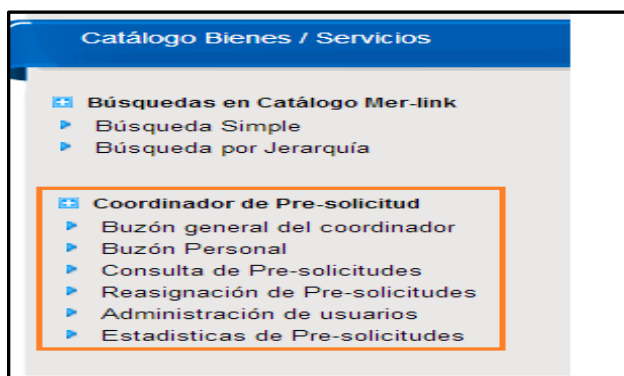 Catálogo Bienes / Servicios
Búsquedas en Catálogo Mer-link
Búsqueda Simple
Búsqueda por Jerarquía
Coordinador de Pre-solicitud
Buzón general del coordinador
Buzón Personal
Consulta de Pre-solicitudes
Reasignación de Pre-solicitudes
Administración de usuarios
Estadisticas de Pre-solicitudes